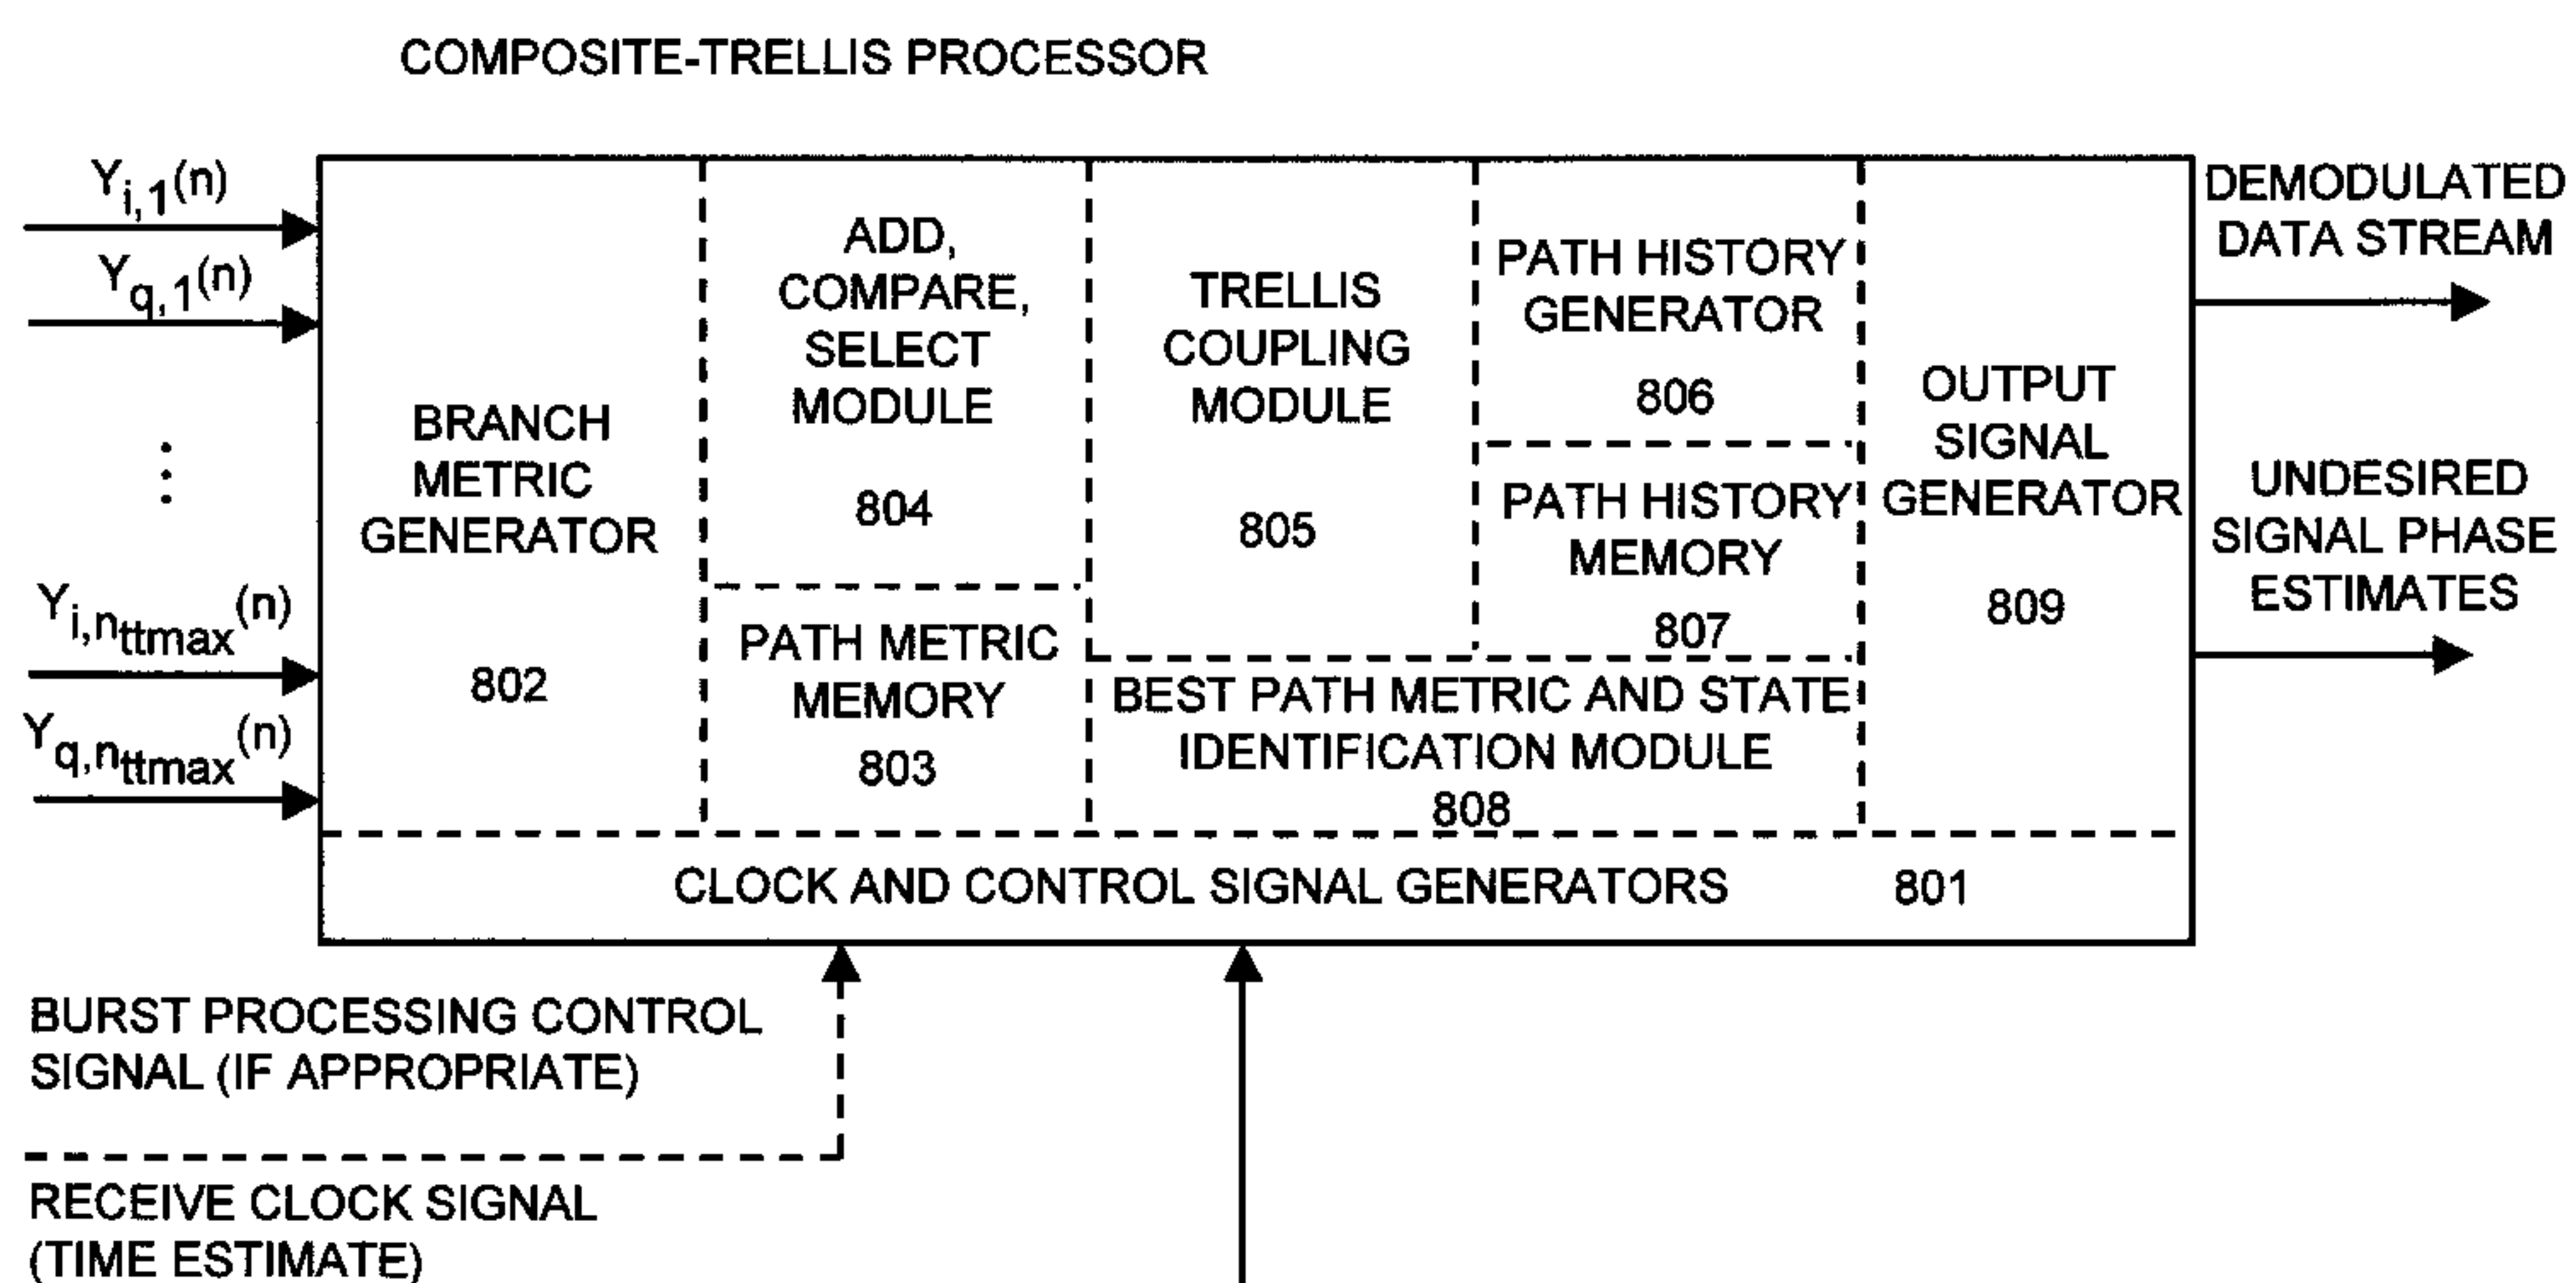 COMPOSITE-TRELLIS PROCESSOR
Yi,1(n)
Yq,1(n)
Yi,nttmax(n)
Yq,nttmax(n)
BRANCH
METRIC
GENERATOR
802
ADD,
COMPARE,
SELECT
MODULE
804
PATH METRIC
MEMORY
803
TRELLIS
COUPLING
MODULE
805
PATH HISTORY
GENERATOR
806
PATH HISTORY
MEMORY
807
BEST PATH METRIC AND STATE
IDENTIFICATION MODULE
808
OUTPUT
SIGNAL
GENERATOR
809
CLOCK AND CONTROL SIGNAL GENERATORS 801
DEMODULATED
DATA STREAM
UNDESIRED
SIGNAL PHASE
ESTIMATES
BURST PROCESSING CONTROL
SIGNAL (IF APPROPRIATE)
RECEIVE CLOCK SIGNAL
(TIME ESTIMATE)